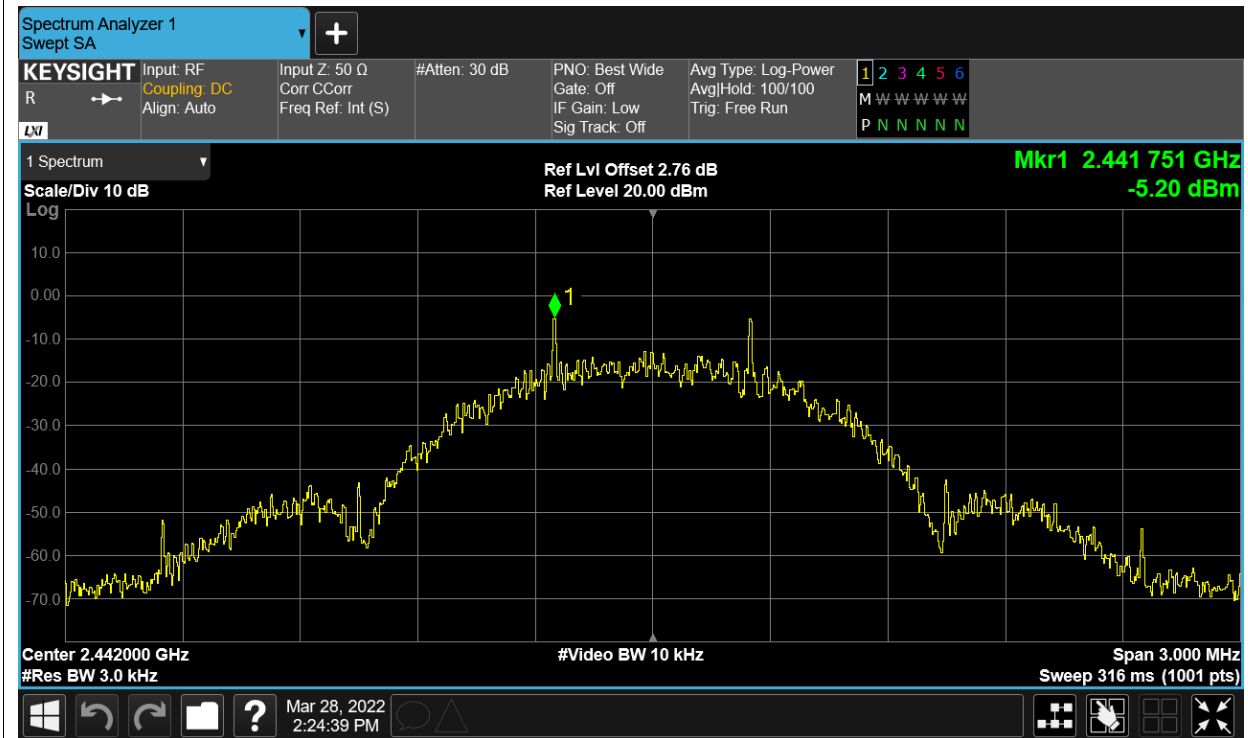 Spectrum Analyzer 1
Swept SA
KEYSIGHT
R
LXI
Input: RF
Coupling: DC
Align: Auto
Input Z: 50 Ω
Corr CCorr
Freq Ref: Int (S)
#Atten: 30 dB
PNO: Best Wide
Gate: Off
IF Gain: Low
Sig Track: Off
Avg Type: Log-Power
Avg|Hold: 100/100
Trig: Free Run
1 2 3 4 5 6
M W W W W W
P N N N N N
1 Spectrum
Scale/Div 10 dB
Ref Lvl Offset 2.76 dB
Ref Level 20.00 dBm
Mkr1 2.441 751 GHz
-5.20 dBm
Log
10.0
0.00
1
-10.0
-20.0
-30.0
-40.0
-50.0
-60.0
-70.0
Center 2.442000 GHz
#Video BW 10 kHz
Span 3.000 MHz
#Res BW 3.0 kHz
Sweep 316 ms (1001 pts)
?
Mar 28, 2022
2:24:39 PM